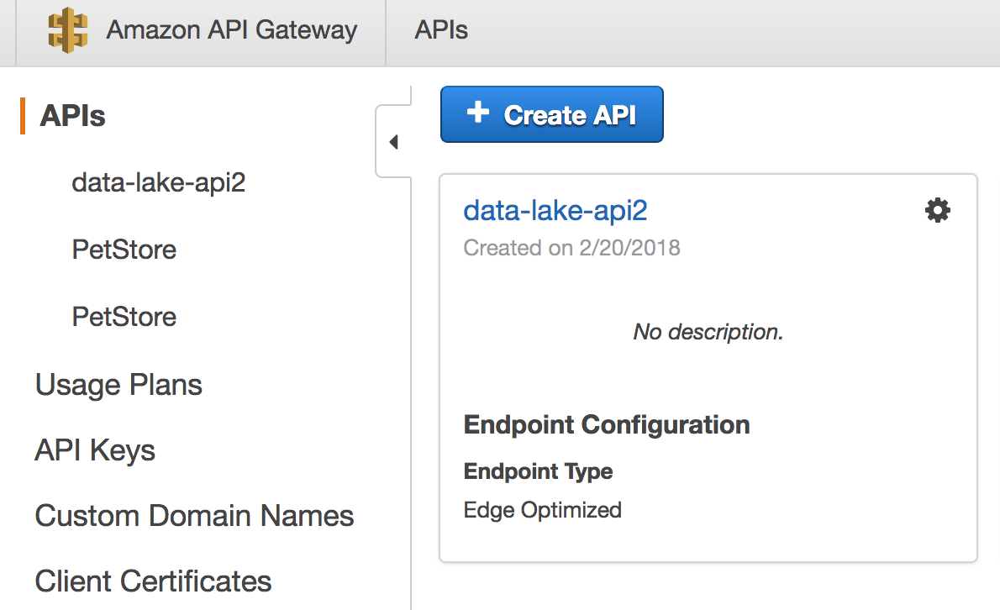 Amazon API Gateway
APIs
APIs
data-lake-api2
PetStore
PetStore
Usage Plans
API Keys
Custom Domain Names
Client Certificates
Create API
data-lake-api2
Created on 2/20/2018
No description.
Endpoint Configuration
Endpoint Type
Edge Optimized